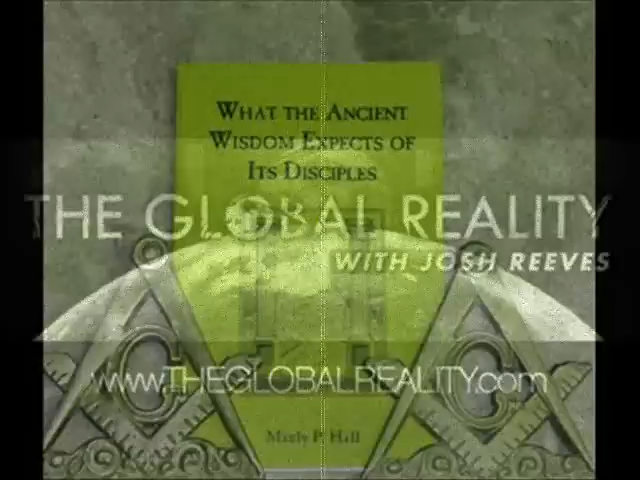 WHAT THE ANCIENT
WISDOM EXPECTS OF
ITS DISCIPLES
THE GLOBAL REALITY
WITH JOSH REEVES
www.THEGLOBALREALITY.com
Manly P. Hall
G G